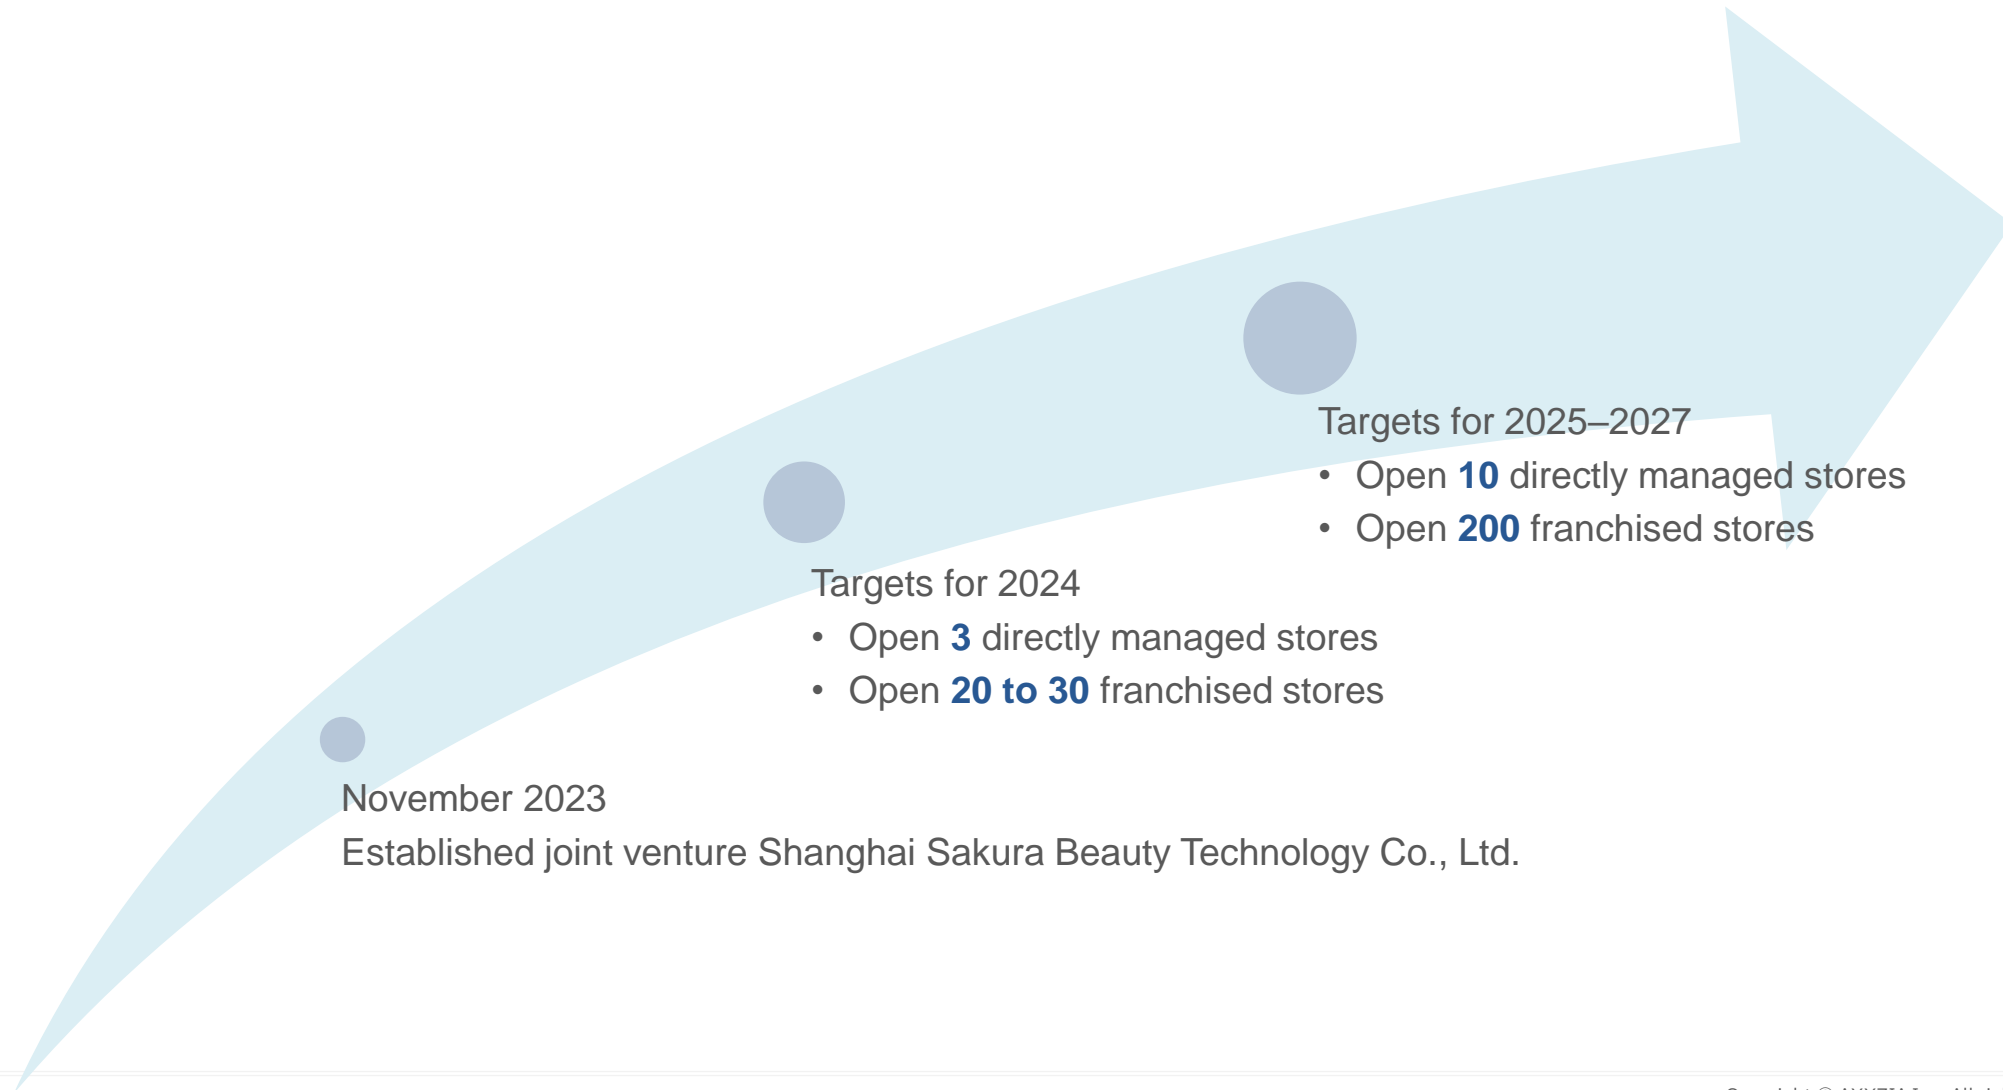 Targets for 2025–2027
• Open 10 directly managed stores
• Open 200 franchised stores
Targets for 2024
• Open 3 directly managed stores
• Open 20 to 30 franchised stores
November 2023
Established joint venture Shanghai Sakura Beauty Technology Co., Ltd.